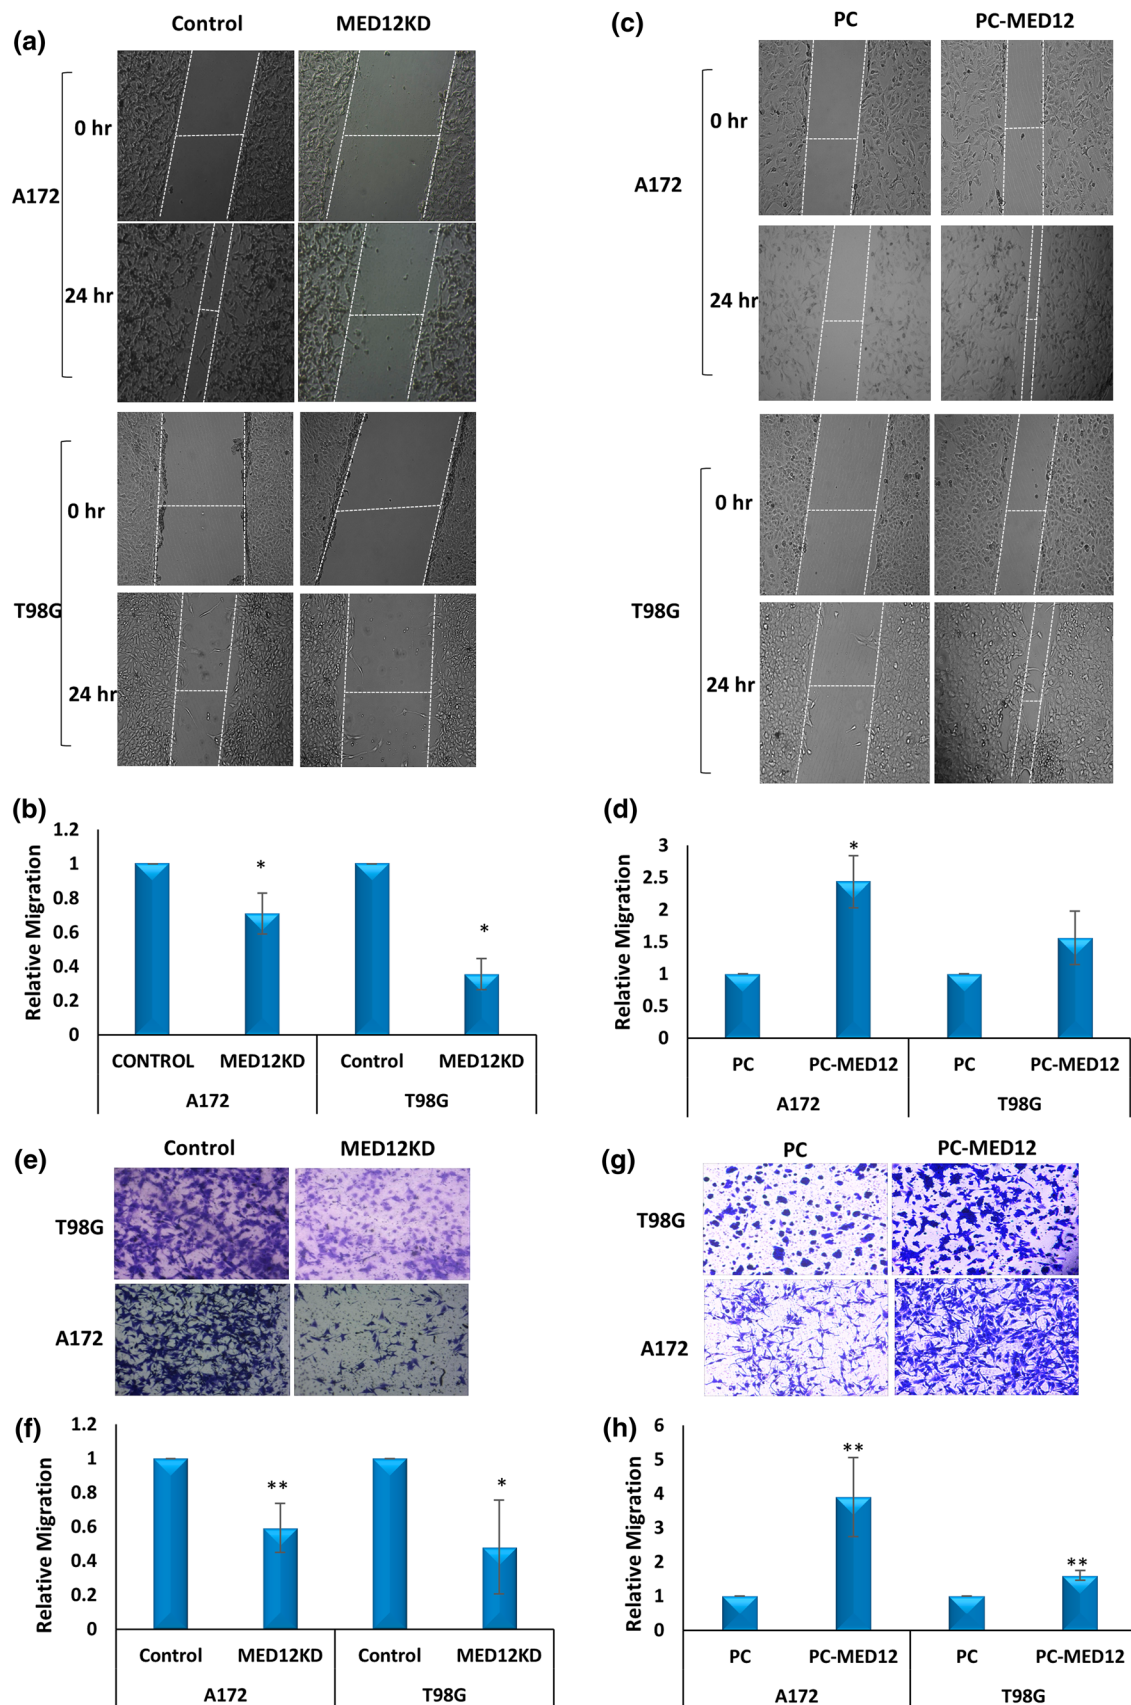 (a)
Control MED12KD
0 hr
A172
24 hr
0 hr
T98G
24 hr
(b)
Relative Migration
1.2
1
0.8
0.6
0.4
0.2
0
* *
CONTROL MED12KD Control MED12KD
A172 T98G
(c)
PC PC-MED12
0 hr
A172
24 hr
0 hr
T98G
24 hr
(d)
Relative Migration
3
2.5
2
1.5
1
0.5
0
*
PC PC-MED12 PC PC-MED12
A172 T98G
(e)
Control MED12KD
T98G
A172
(f)
Relative Migration
1.2
1
0.8
0.6
0.4
0.2
0
** *
Control MED12KD Control MED12KD
A172 T98G
(g)
PC PC-MED12
T98G
A172
(h)
Relative Migration
6
5
4
3
2
1
0
** **
PC PC-MED12 PC PC-MED12
A172 T98G